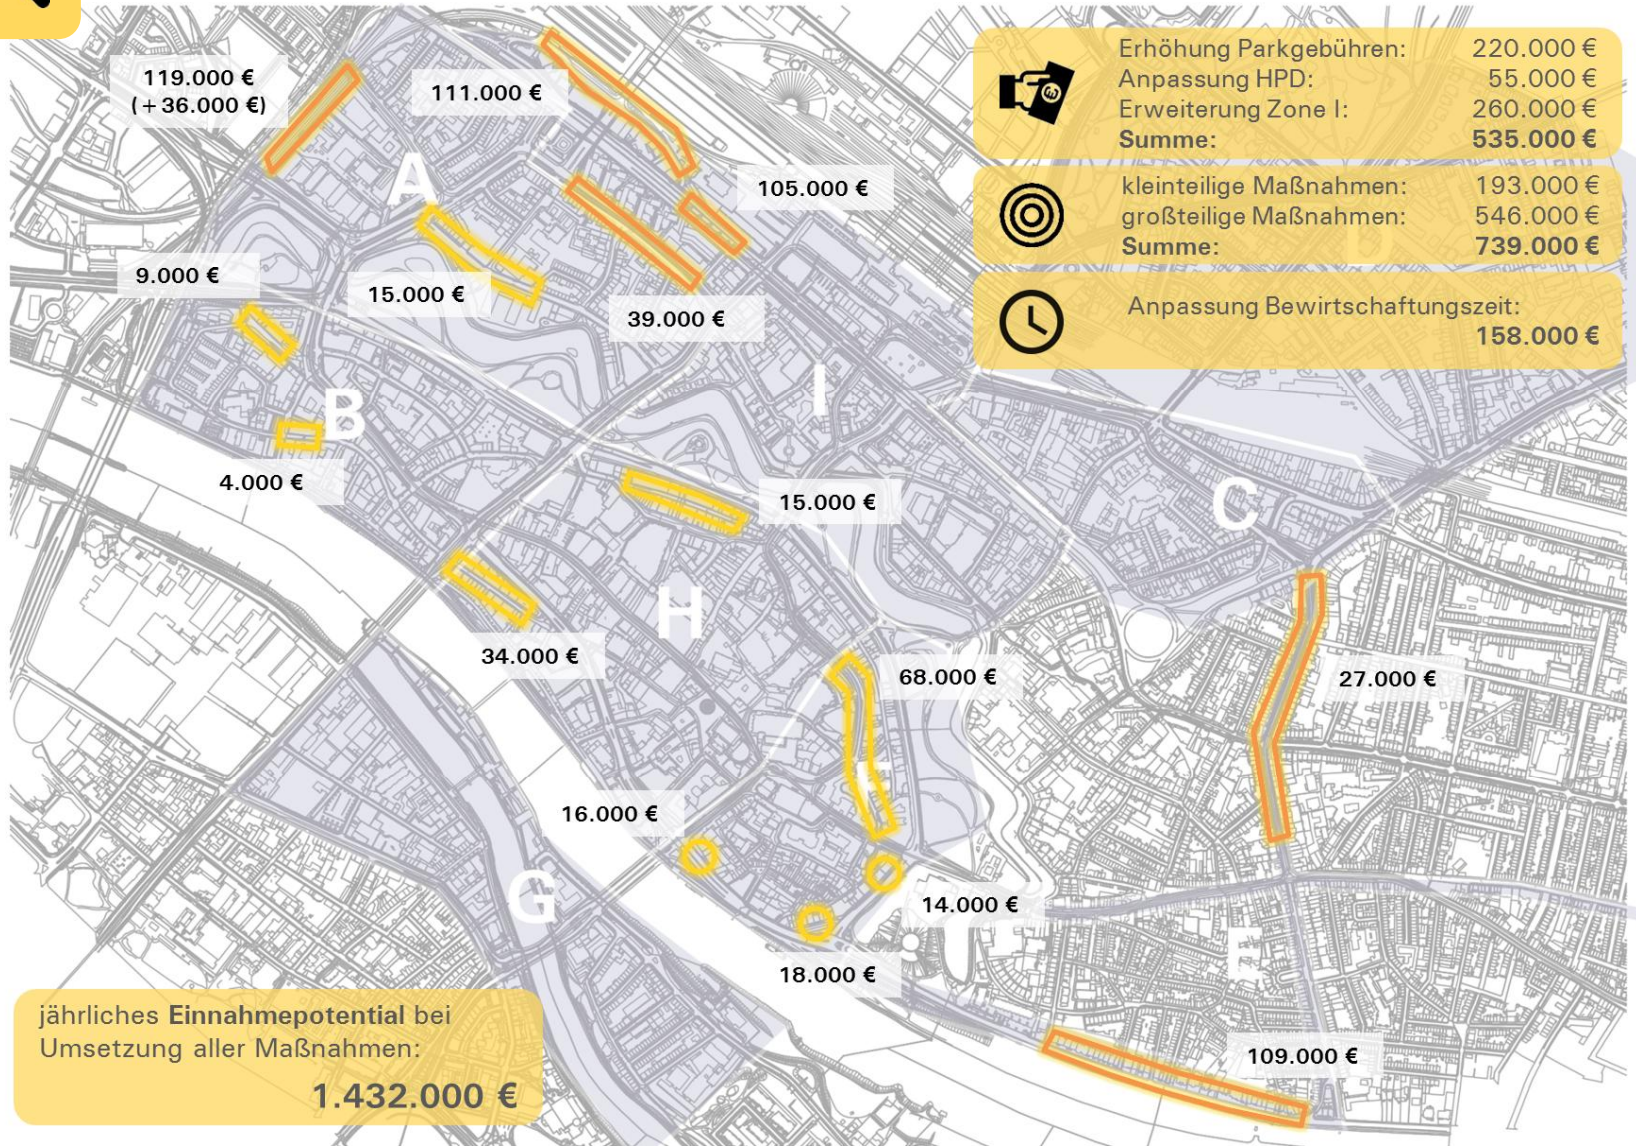 119.000 €
(+36.000 €)
111.000 €
Erhöhung Parkgebühren: 220.000 €
Anpassung HPD: 55.000 €
Erweiterung Zone I: 260.000 €
Summe: 535.000 €
kleinteilige Maßnahmen: 193.000 €
großteilige Maßnahmen: 546.000 €
Summe: 739.000 €
Anpassung Bewirtschaftungszeit:
158.000 €
A
105.000 €
D
9.000 €
15.000 €
39.000 €
B
I
4.000 €
15.000 €
C
H
34.000 €
68.000 €
27.000 €
F
16.000 €
G
14.000 €
18.000 €
E
109.000 €
jährliches Einnahmepotential bei
Umsetzung aller Maßnahmen:
1.432.000 €